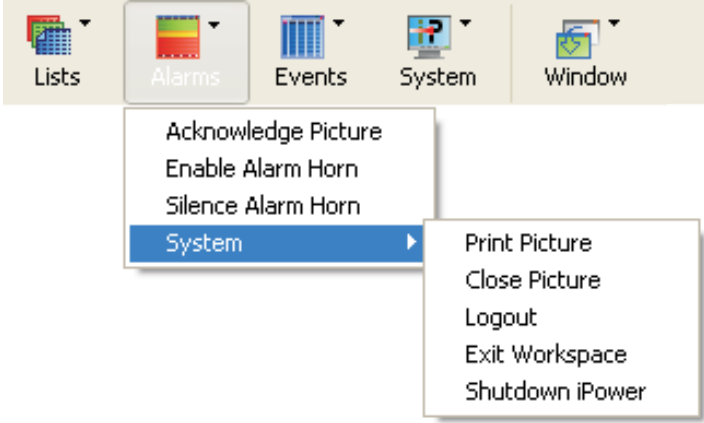 Lists Alarms Events System Window
Acknowledge Picture
Enable Alarm Horn
Silence Alarm Horn
System
Print Picture
Close Picture
Logout
Exit Workspace
Shutdown iPower